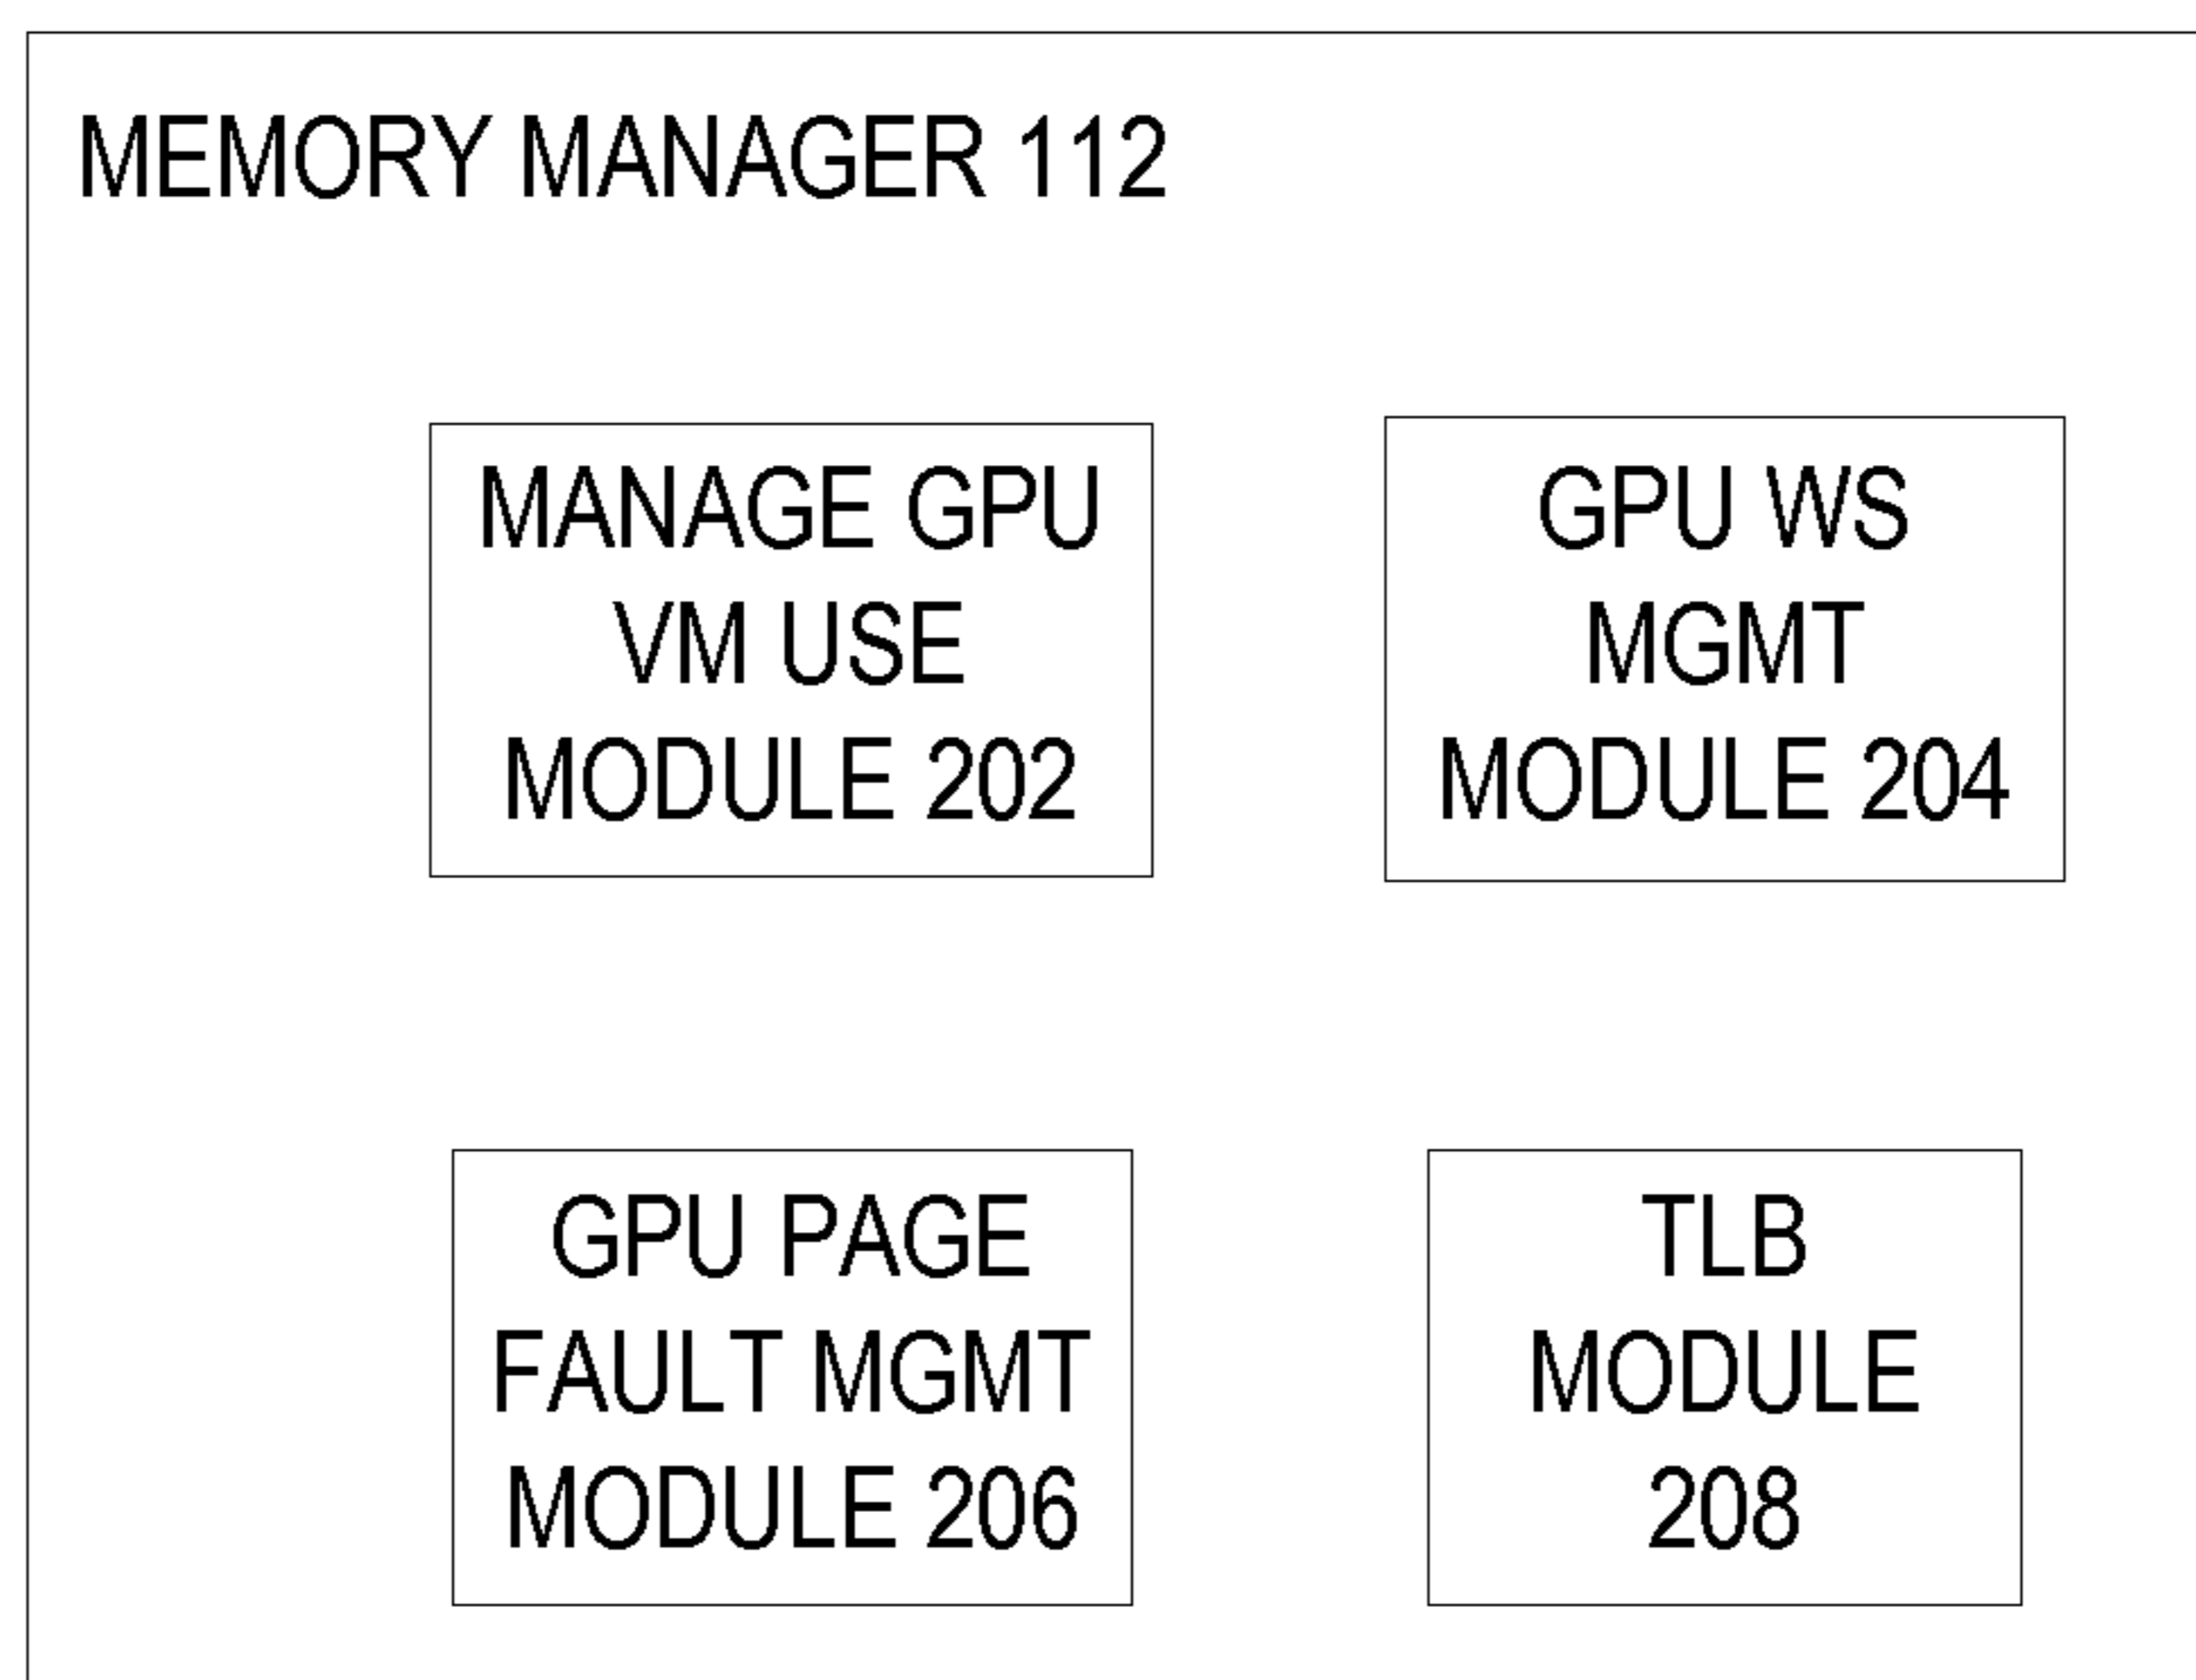 MEMORY MANAGER 112
MANAGE GPU
VM USE
MODULE 202
GPU WS
MGMT
MODULE 204
GPU PAGE
FAULT MGMT
MODULE 206
TLB
MODULE
208